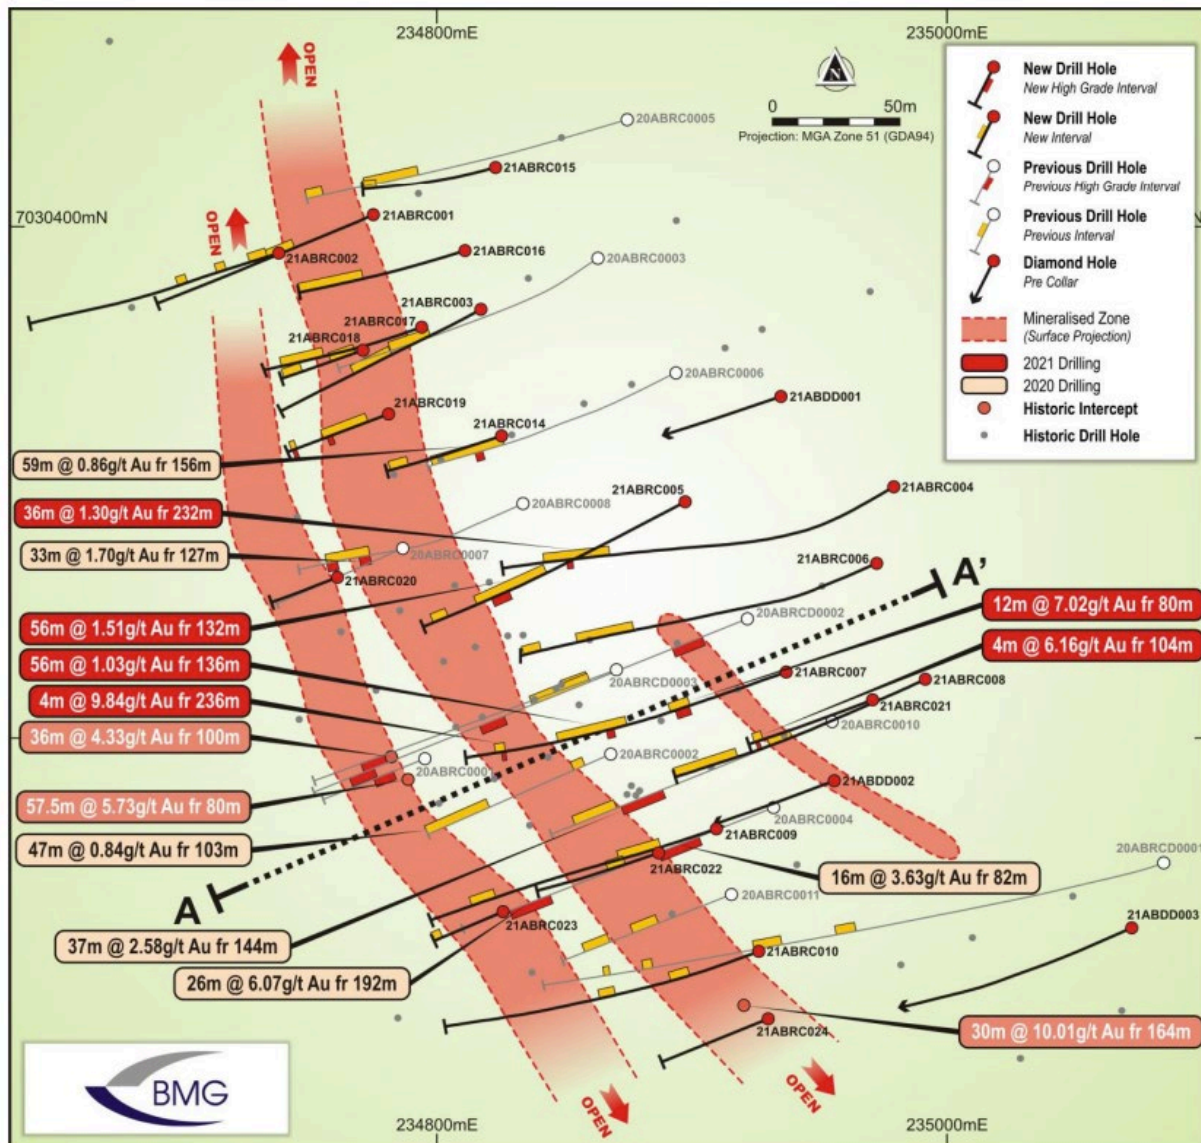 234800mE
235000mE
OPEN
N
0 50m
Projection: MGA Zone 51 (GDA94)
New Drill Hole
New High Grade Interval
New Drill Hole
New Interval
Previous Drill Hole
Previous High Grade Interval
Previous Drill Hole
Previous Interval
Diamond Hole
Pre Collar
Mineralised Zone
(Surface Projection)
2021 Drilling
2020 Drilling
Historic Intercept
Historic Drill Hole
20ABRC0005
21ABRC015
7030400mN
OPEN
21ABRC001
21ABRC002
21ABRC016
20ABRC0003
21ABRC003
21ABRC017
21ABRC018
20ABRC0006
21ABDD001
21ABRC019
21ABRC014
59m @ 0.86g/t Au fr 156m
21ABRC005
21ABRC004
20ABRC0008
36m @ 1.30g/t Au fr 232m
33m @ 1.70g/t Au fr 127m
20ABRC0007
21ABRC020
21ABRC006
A'
12m @ 7.02g/t Au fr 80m
20ABRCD0002
56m @ 1.51g/t Au fr 132m
4m @ 6.16g/t Au fr 104m
56m @ 1.03g/t Au fr 136m
20ABRCD0003
21ABRC007
21ABRC008
4m @ 9.84g/t Au fr 236m
21ABRC021
20ABRC0010
36m @ 4.33g/t Au fr 100m
20ABRC0002
20ABRC000
57.5m @ 5.73g/t Au fr 80m
21ABDD002
20ABRC0004
21ABRC009
47m @ 0.84g/t Au fr 103m
21ABRC022
20ABRCD0001
16m @ 3.63g/t Au fr 82m
A
20ABRC0011
21ABRC023
21ABDD003
37m @ 2.58g/t Au fr 144m
21ABRC010
26m @ 6.07g/t Au fr 192m
21ABRC024
30m @ 10.01g/t Au fr 164m
BMG
OPEN
OPEN
234800mE
235000mE